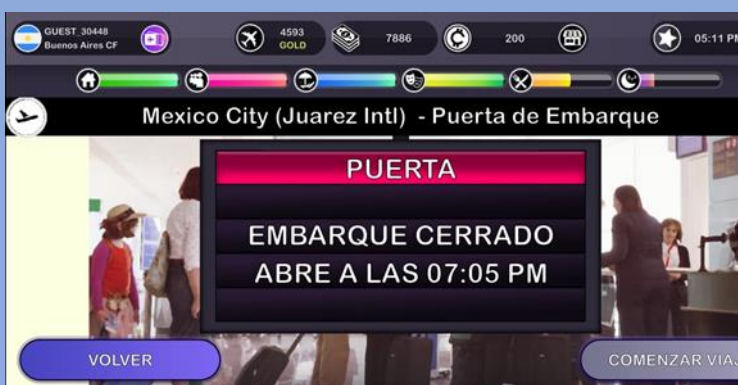 GUEST_30448
Buenos Aires CF
4593
GOLD
7886
200
05:11 PM
Mexico City (Juarez Intl) - Puerta de Embarque
PUERTA
EMBARQUE CERRADO
ABRE A LAS 07:05 PM
VOLVER
COMENZAR VIAJ